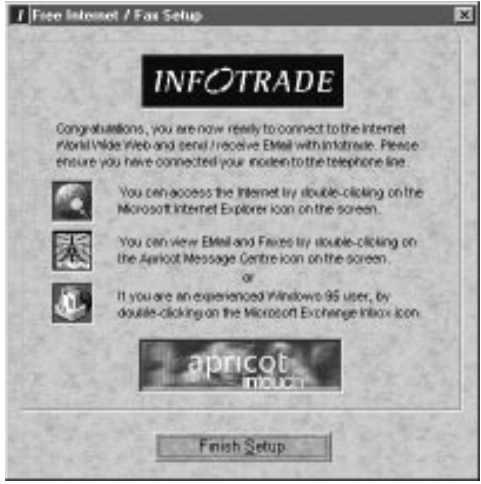 Free Internet / Fax Setup
INFOTRADE
Congratulations, you are now ready to connect to the Internet
World Wide Web and send / receive EMail with Infotrade. Please
ensure you have connected your modem to the telephone line.
You can access the Internet by double-clicking on the
Microsoft Internet Explorer icon on the screen.
You can view EMail and Faxes by double-clicking on
the Apricot Message Centre icon on the screen.
or
If you are an experienced Windows 95 user, by
double-clicking on the Microsoft Exchange Inbox icon.
apricot
intouch
Finish Setup